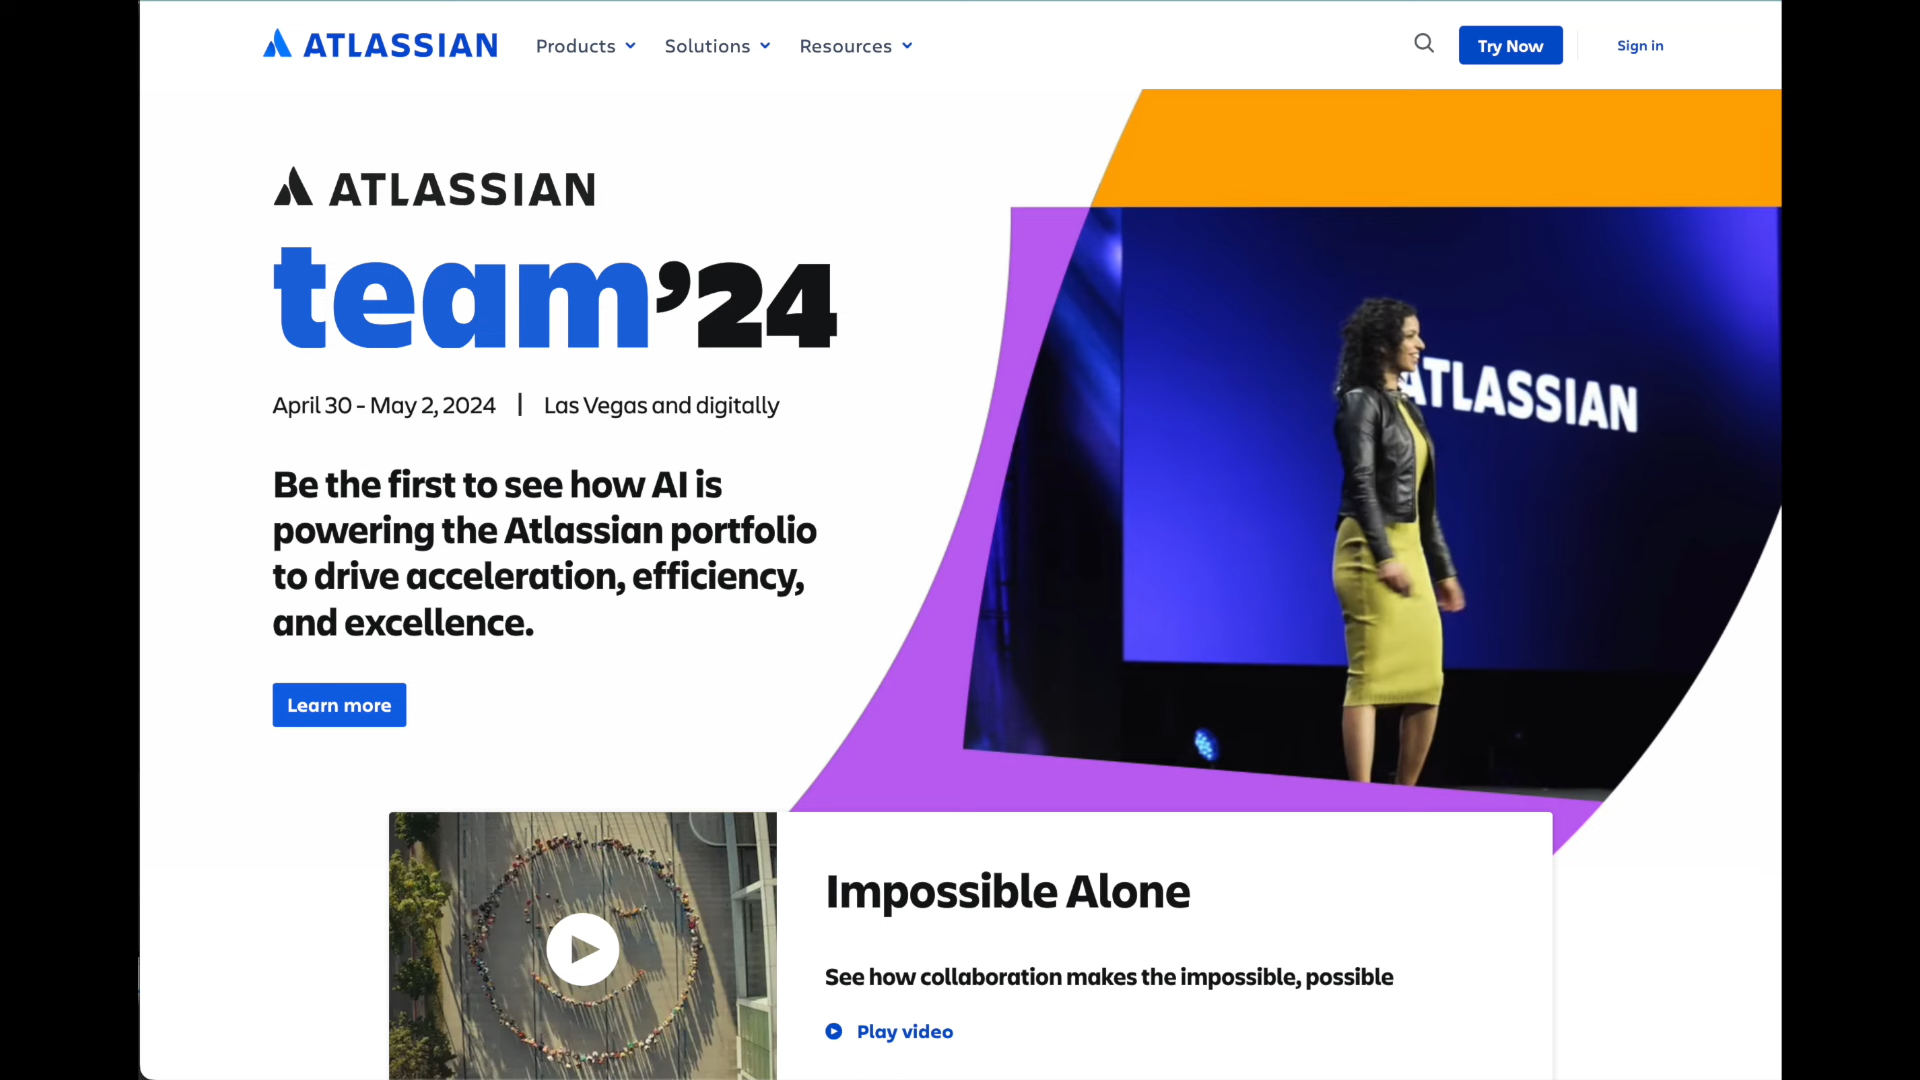 ATLASSIAN
Products
Solutions
Resources
Try Now
Sign in
ATLASSIAN
team’24
April 30 - May 2, 2024 | Las Vegas and digitally
Be the first to see how AI is
powering the Atlassian portfolio
to drive acceleration, efficiency,
and excellence.
Learn more
ATLASSIAN
Impossible Alone
See how collaboration makes the impossible, possible
Play video